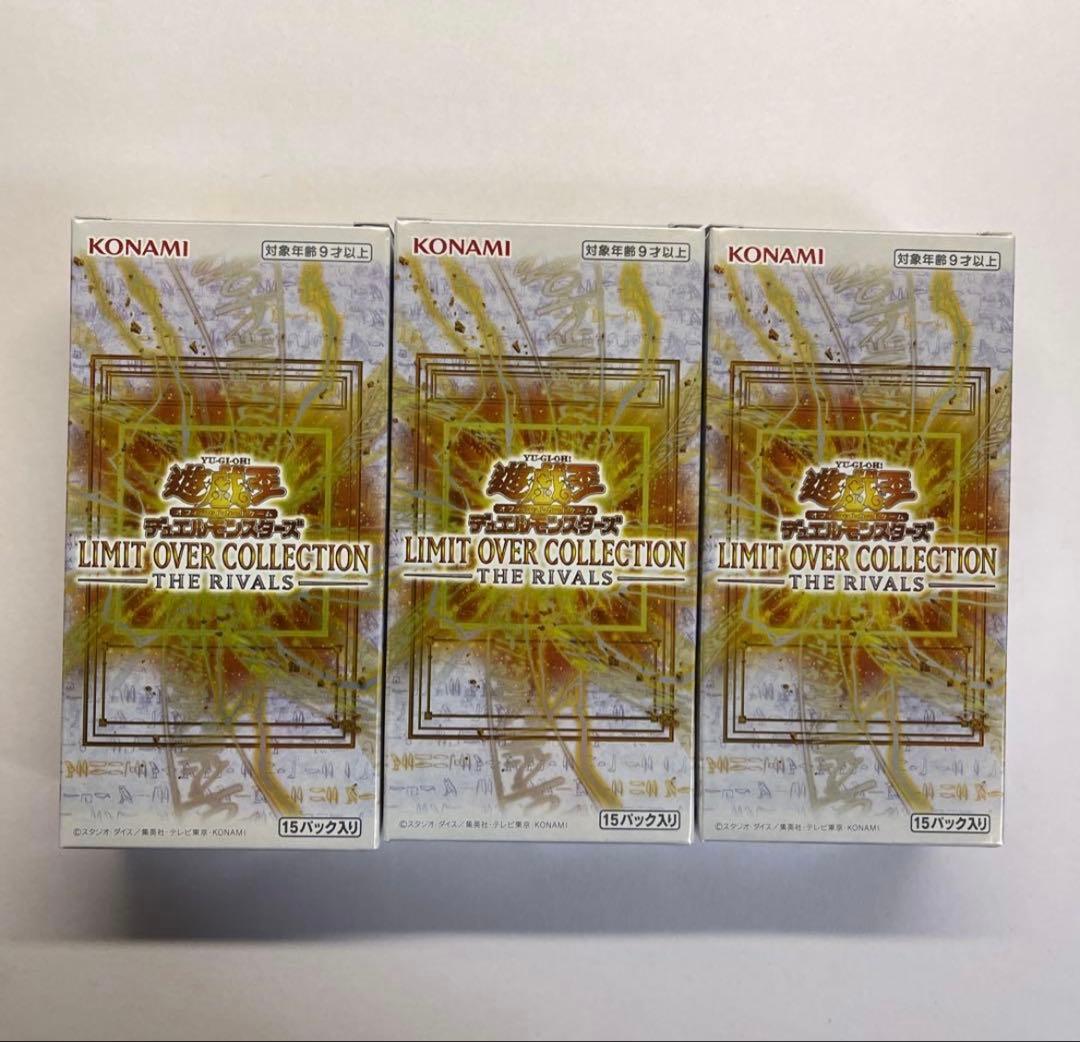 KONAMI
対象年齢9才以上
YU-GI-OH!
遊戯王
オフィシャルカードゲーム
デュエルモンスターズ
LIMIT OVER COLLECTION
THE RIVALS
©スタジオ・ダイス／集英社・テレビ東京・KONAMI
15パック入り
KONAMI
対象年齢9才以上
YU-GI-OH!
遊戯王
オフィシャルカードゲーム
デュエルモンスターズ
LIMIT OVER COLLECTION
THE RIVALS
©スタジオ・ダイス／集英社・テレビ東京・KONAMI
15パック入り
KONAMI
対象年齢9才以上
YU-GI-OH!
遊戯王
オフィシャルカードゲーム
デュエルモンスターズ
LIMIT OVER COLLECTION
THE RIVALS
©スタジオ・ダイス／集英社・テレビ東京・KONAMI
15パック入り